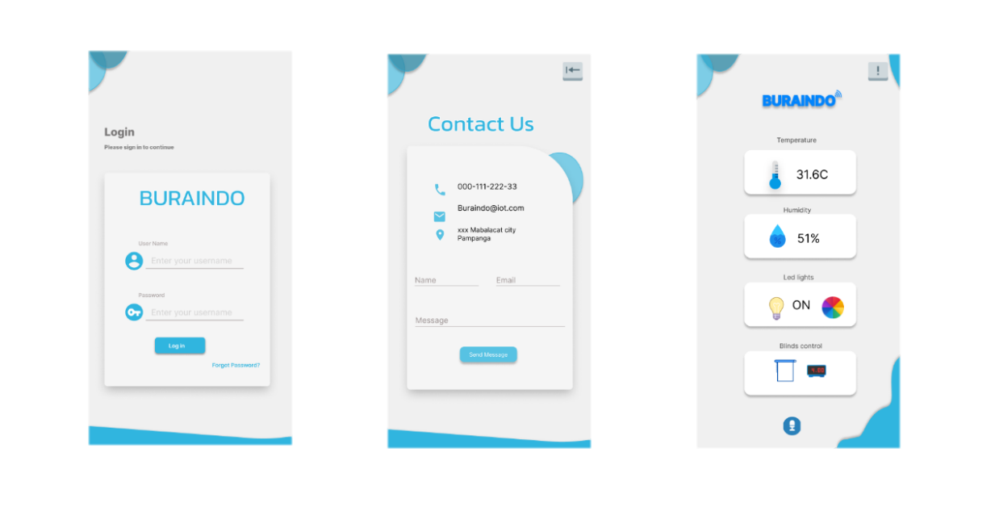 Login
Please sign in to continue
BURAINDO
User Name
Enter your username
Password
Enter your username
Log in
Forgot Password?
Contact Us
000-111-222-33
Buraindo@iot.com
xxx Mabalacat city
Pampanga
Name Email
Message
Send Message
!
BURAINDO
Temperature
31.6C
Humidity
51%
Led lights
ON
Blinds control
4.00